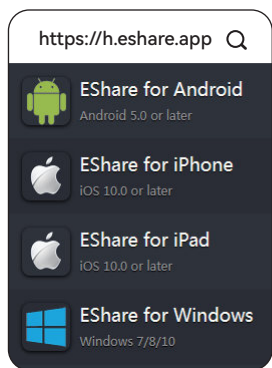 https://h.eshare.app
EShare for Android
Android 5.0 or later
EShare for iPhone
iOS 10.0 or later
EShare for iPad
iOS 10.0 or later
EShare for Windows
Windows 7/8/10